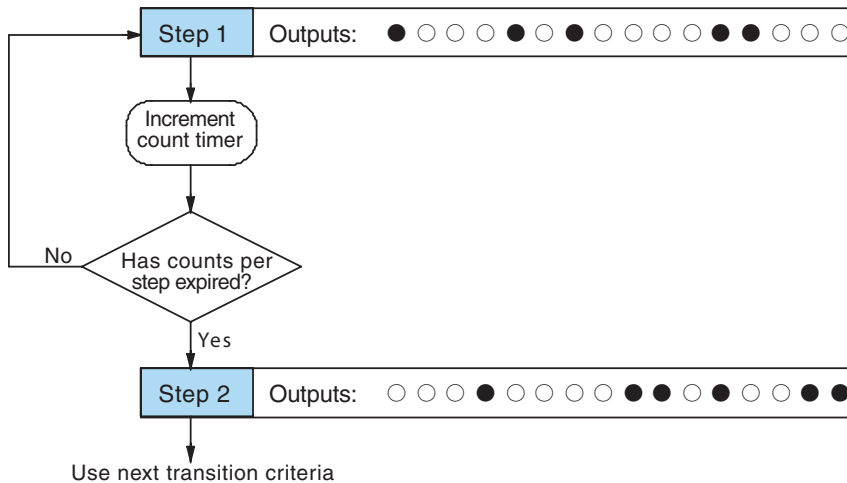 Step 1 Outputs:
Increment
count timer
No
Has counts per
step expired?
Yes
Step 2 Outputs:
Use next transition criteria